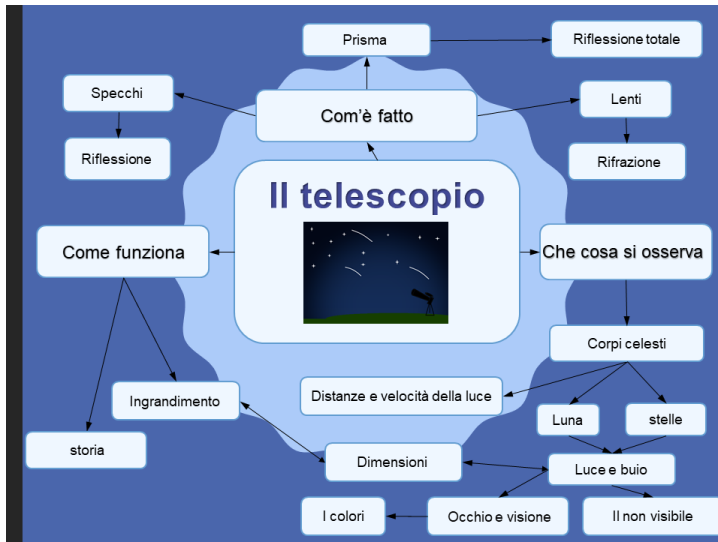 Prisma
Riflessione totale
Specchi
Lenti
Com'è fatto
Riflessione
Rifrazione
Il telescopio
Come funziona
Che cosa si osserva
Corpi celesti
Distanze e velocità della luce
Ingrandimento
Luna
stelle
storia
Dimensioni
Luce e buio
I colori
Occhio e visione
Il non visibile